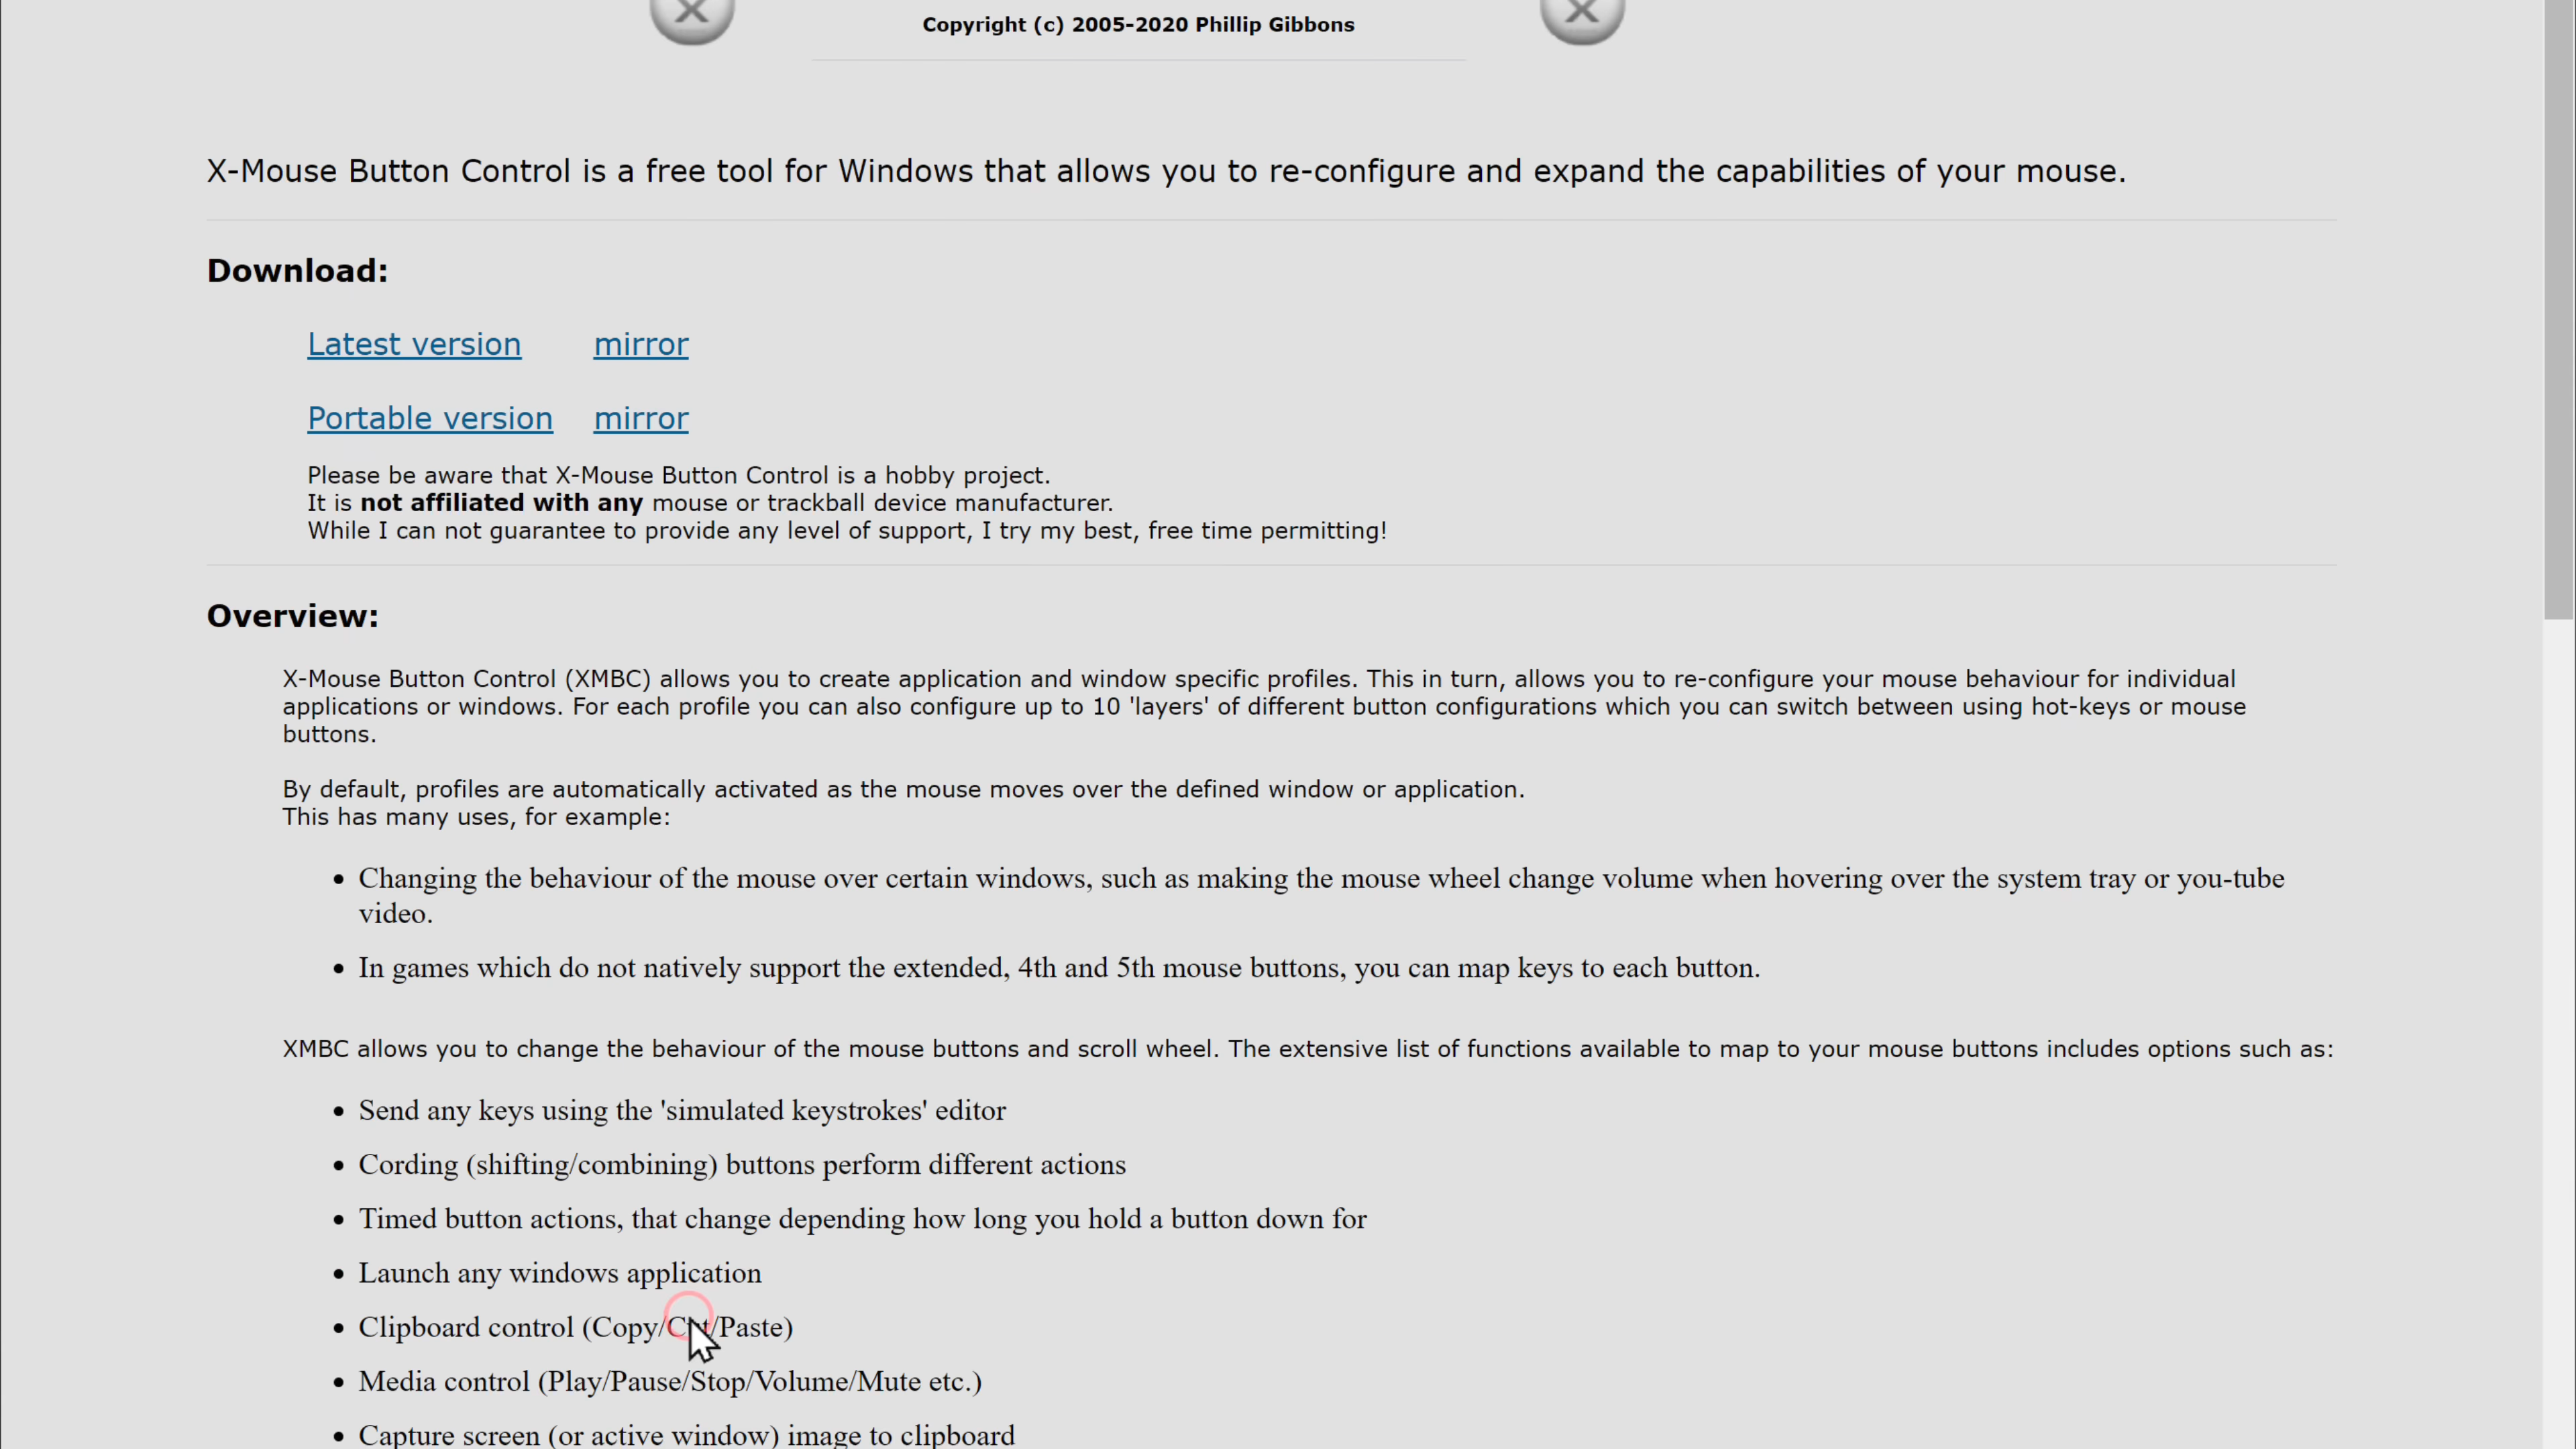 Copyright (c) 2005-2020 Phillip Gibbons
X-Mouse Button Control is a free tool for Windows that allows you to re-configure and expand the capabilities of your mouse.
Download:
Latest version mirror
Portable version mirror
Please be aware that X-Mouse Button Control is a hobby project.
It is not affiliated with any mouse or trackball device manufacturer.
While I can not guarantee to provide any level of support, I try my best, free time permitting!
Overview:
X-Mouse Button Control (XMBC) allows you to create application and window specific profiles. This in turn, allows you to re-configure your mouse behaviour for individual
applications or windows. For each profile you can also configure up to 10 'layers' of different button configurations which you can switch between using hot-keys or mouse
buttons.
By default, profiles are automatically activated as the mouse moves over the defined window or application.
This has many uses, for example:
• Changing the behaviour of the mouse over certain windows, such as making the mouse wheel change volume when hovering over the system tray or you-tube
video.
• In games which do not natively support the extended, 4th and 5th mouse buttons, you can map keys to each button.
XMBC allows you to change the behaviour of the mouse buttons and scroll wheel. The extensive list of functions available to map to your mouse buttons includes options such as:
• Send any keys using the 'simulated keystrokes' editor
• Cording (shifting/combining) buttons perform different actions
• Timed button actions, that change depending how long you hold a button down for
• Launch any windows application
• Clipboard control (Copy/Cut/Paste)
• Media control (Play/Pause/Stop/Volume/Mute etc.)
• Capture screen (or active window) image to clipboard